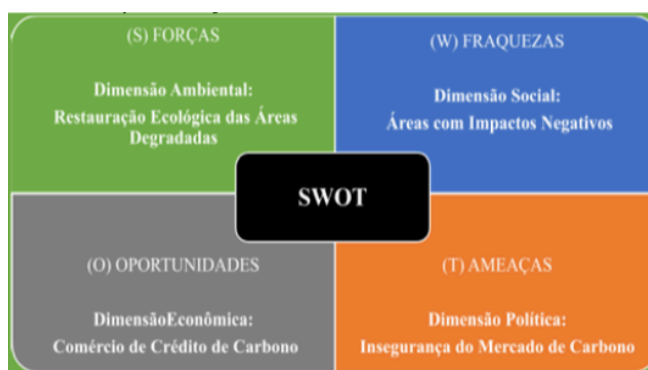 (S) FORÇAS
Dimensão Ambiental:
Restauração Ecológica das Áreas
Degradadas
(W) FRAQUEZAS
Dimensão Social:
Áreas com Impactos Negativos
SWOT
(O) OPORTUNIDADES
DimensãoEconômica:
Comércio de Crédito de Carbono
(T) AMEAÇAS
Dimensão Política:
Insegurança do Mercado de Carbono